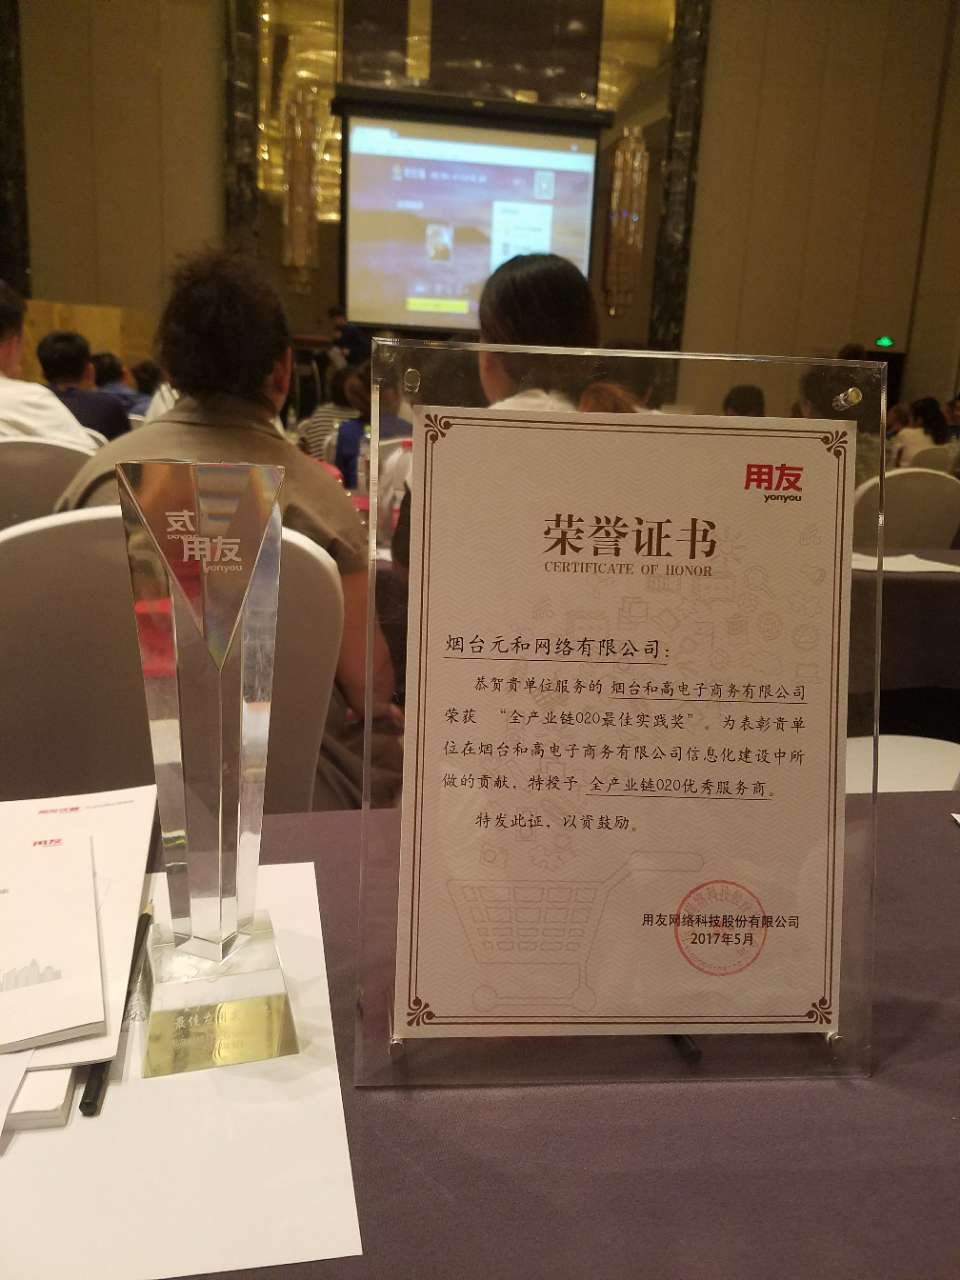 用友
yonyou
荣誉证书
CERTIFICATE OF HONOR
烟台元和网络有限公司:
恭贺贵单位服务的 烟台和高电子商务有限公司
荣获 “全产业链O2O最佳实践奖”。为表彰贵单
位在烟台和高电子商务有限公司信息化建设中所
做的贡献,特授予 全产业链O2O优秀服务商。
特发此证、以资鼓励。
用友网络科技股份有限公司
2017年5月
用友
yonyou
用友